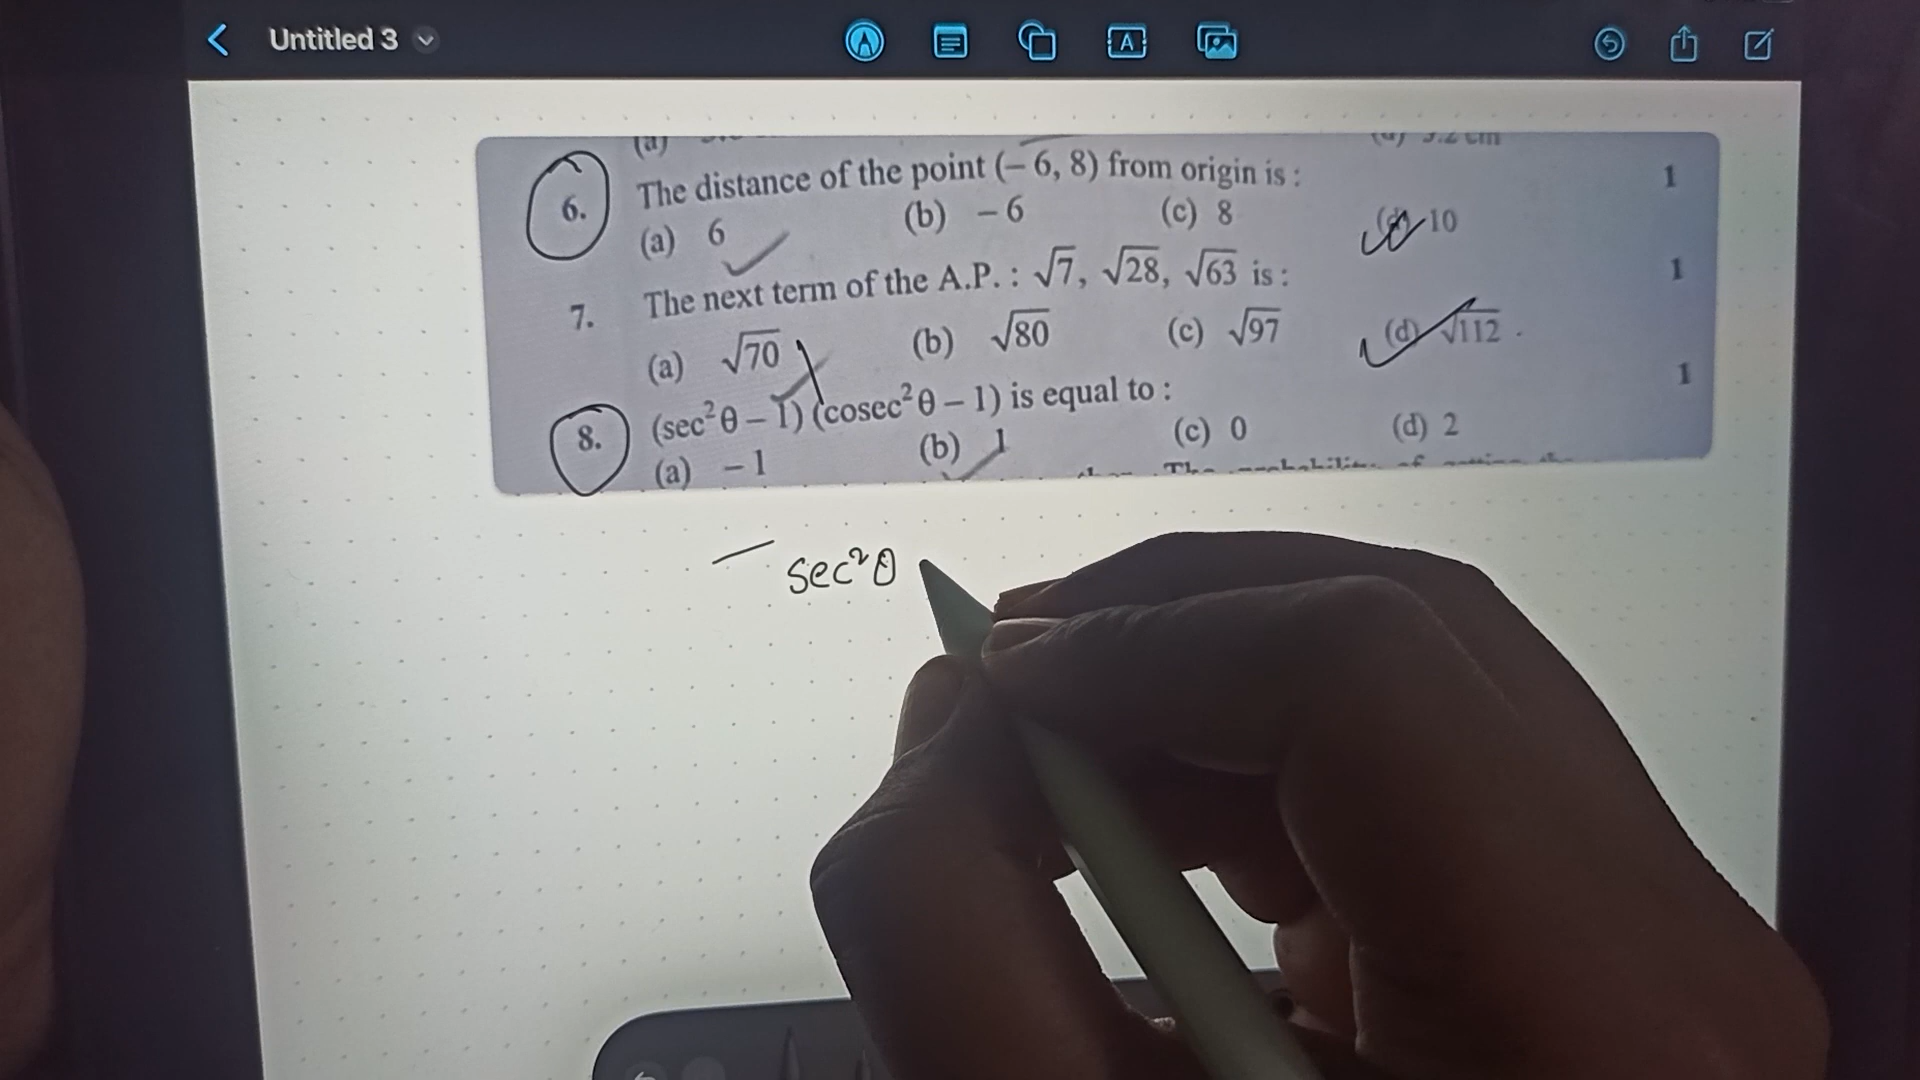 Untitled 3
(a)
6. The distance of the point (– 6, 8) from origin is : 1
(a) 6 (b) – 6 (c) 8 (d) 10
7. The next term of the A.P. : √7, √28, √63 is : 1
(a) √70 (b) √80 (c) √97 (d) √112 .
8. (sec²θ – 1) (cosec²θ – 1) is equal to : 1
(a) – 1 (b) 1 (c) 0 (d) 2
sec²θ